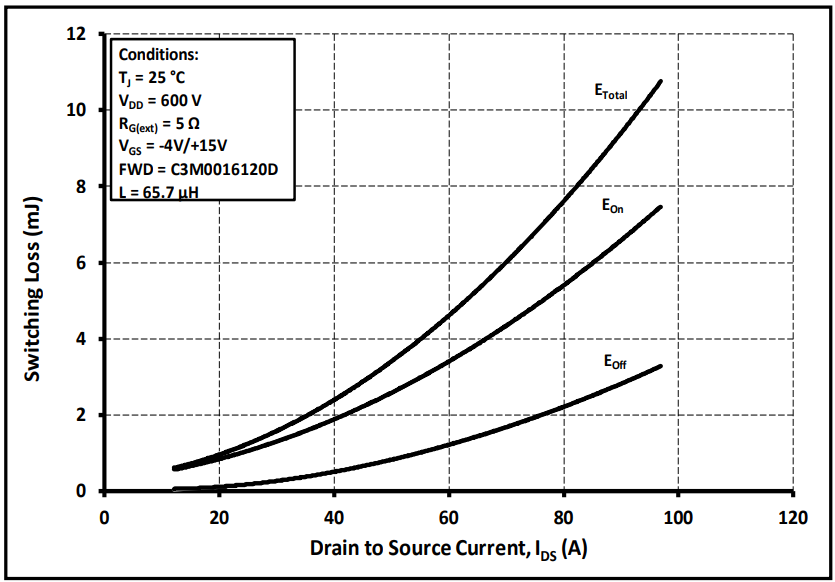 12
10
8
6
4
2
0
Switching Loss (mJ)
Conditions:
TJ = 25 °C
VDD = 600 V
RG(ext) = 5 Ω
VGS = -4V/+15V
FWD = C3M0016120D
L = 65.7 μH
ETotal
EOn
EOff
0 20 40 60 80 100 120
Drain to Source Current, IDS (A)